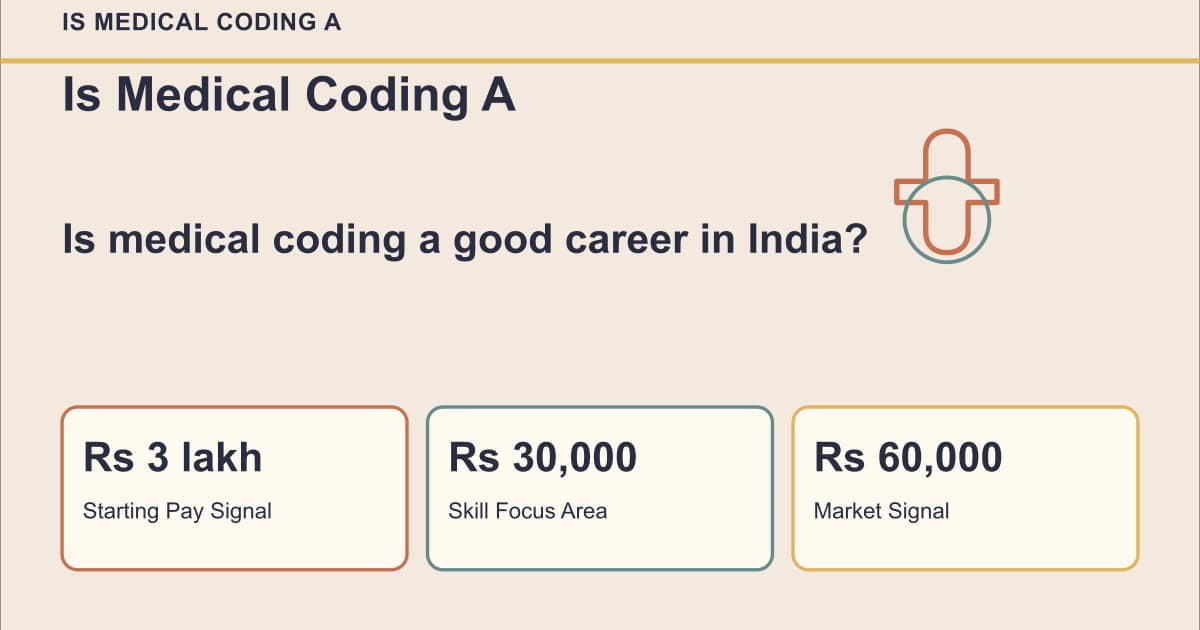 IS MEDICAL CODING A
Is Medical Coding A
Is medical coding a good career in India?
Rs 3 lakh
Starting Pay Signal
Rs 30,000
Skill Focus Area
Rs 60,000
Market Signal